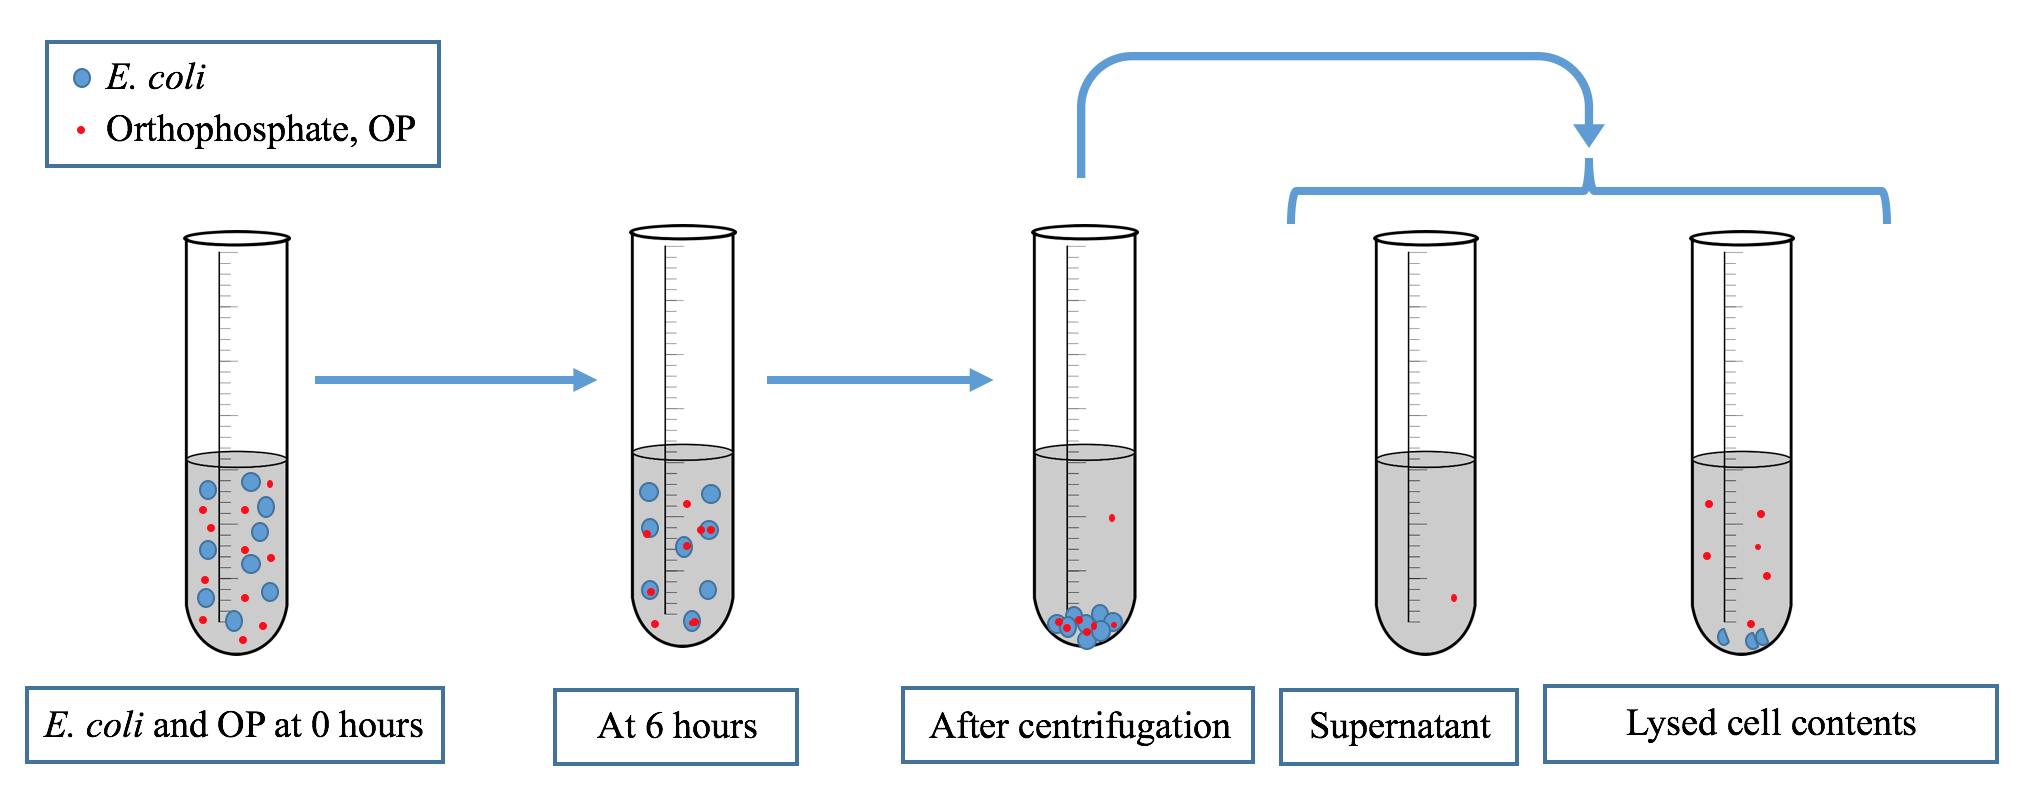 E. coli
Orthophosphate, OP
E. coli and OP at 0 hours
At 6 hours
After centrifugation
Supernatant
Lysed cell contents